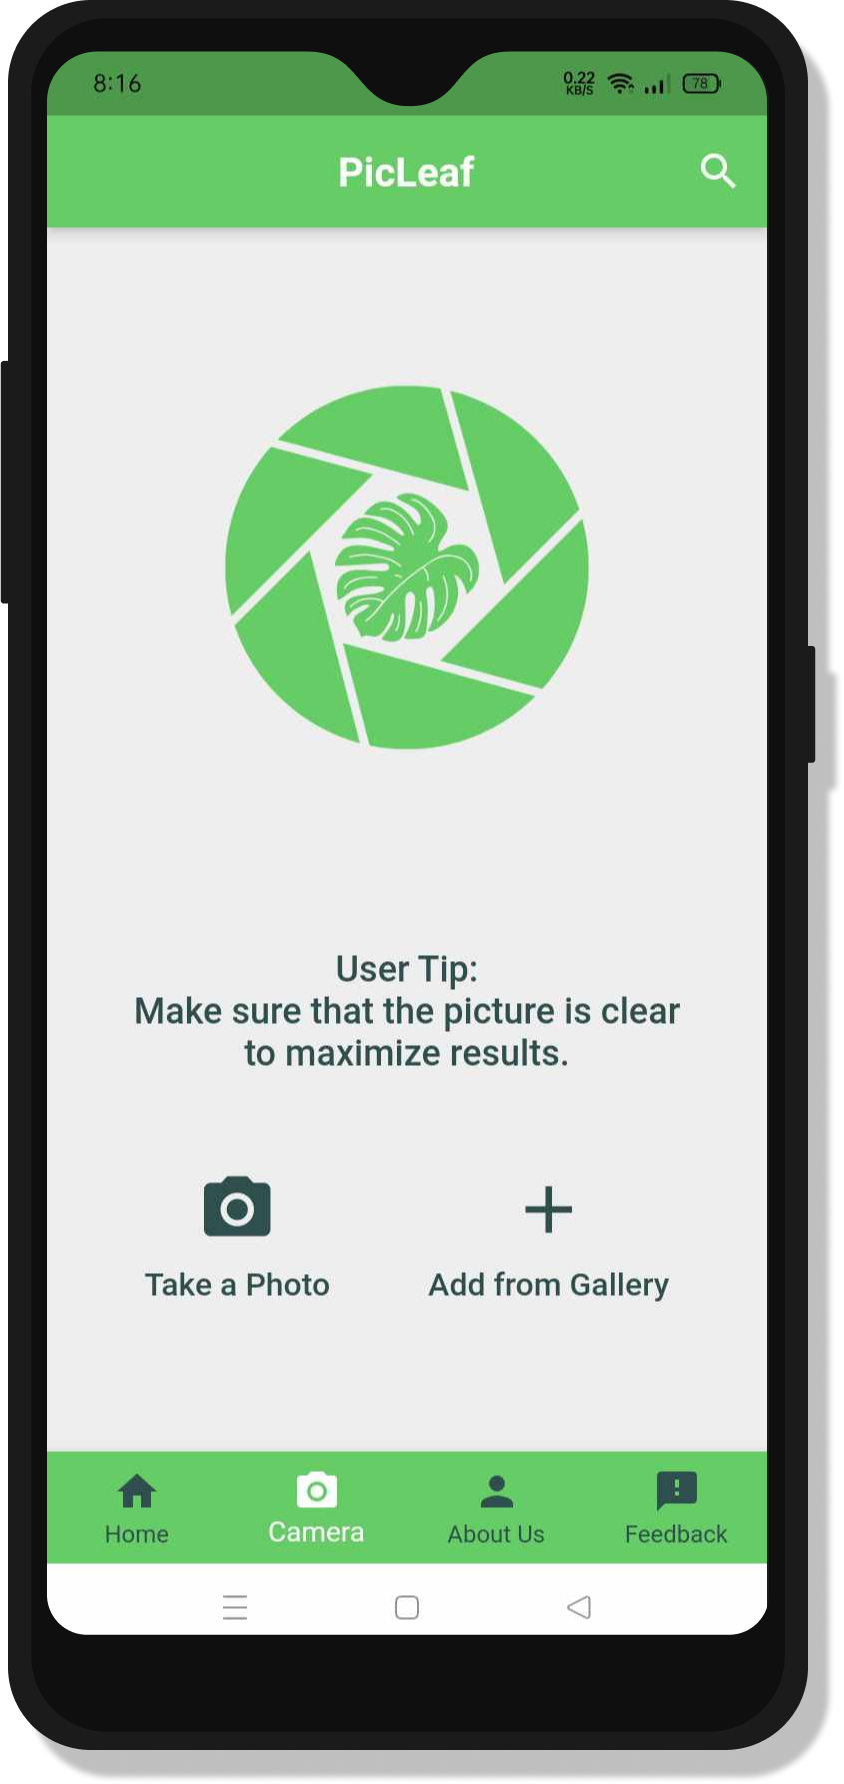 8:16
0.22
KB/S
78
PicLeaf
User Tip:
Make sure that the picture is clear
to maximize results.
Take a Photo
Add from Gallery
Home
Camera
About Us
Feedback